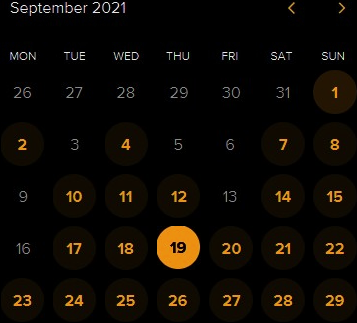 September 2021
MON TUE WED THU FRI SAT SUN
26 27 28 29 30 31 1
2 3 4 5 6 7 8
9 10 11 12 13 14 15
16 17 18 19 20 21 22
23 24 25 26 27 28 29